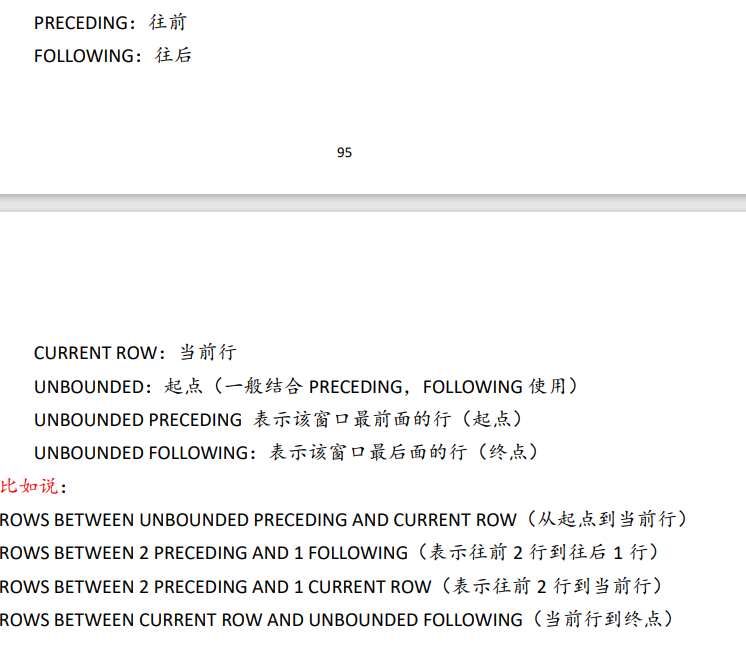 PRECEDING：往前
FOLLOWING：往后
95
CURRENT ROW：当前行
UNBOUNDED：起点（一般结合 PRECEDING，FOLLOWING 使用）
UNBOUNDED PRECEDING 表示该窗口最前面的行（起点）
UNBOUNDED FOLLOWING：表示该窗口最后面的行（终点）
比如说：
ROWS BETWEEN UNBOUNDED PRECEDING AND CURRENT ROW（从起点到当前行）
ROWS BETWEEN 2 PRECEDING AND 1 FOLLOWING（表示往前 2 行到往后 1 行）
ROWS BETWEEN 2 PRECEDING AND 1 CURRENT ROW（表示往前 2 行到当前行）
ROWS BETWEEN CURRENT ROW AND UNBOUNDED FOLLOWING（当前行到终点）